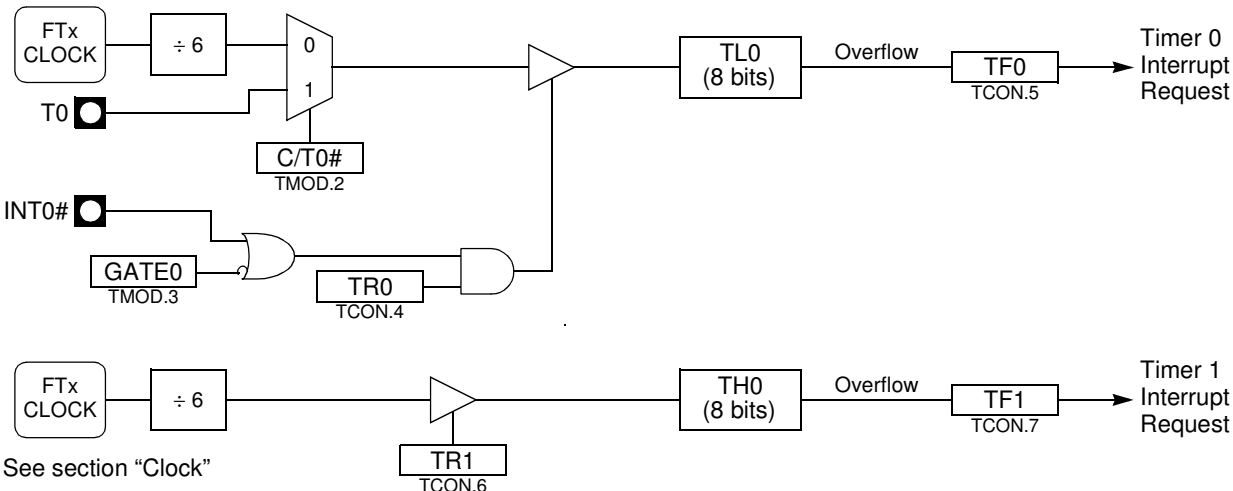 FTx
CLOCK
÷ 6
0
1
T0
C/T0#
TMOD.2
TL0
(8 bits)
Overflow
TF0
TCON.5
Timer 0
Interrupt
Request
INT0#
GATE0
TMOD.3
TR0
TCON.4
FTx
CLOCK
÷ 6
TR1
TCON.6
TH0
(8 bits)
Overflow
TF1
TCON.7
Timer 1
Interrupt
Request
See section “Clock”